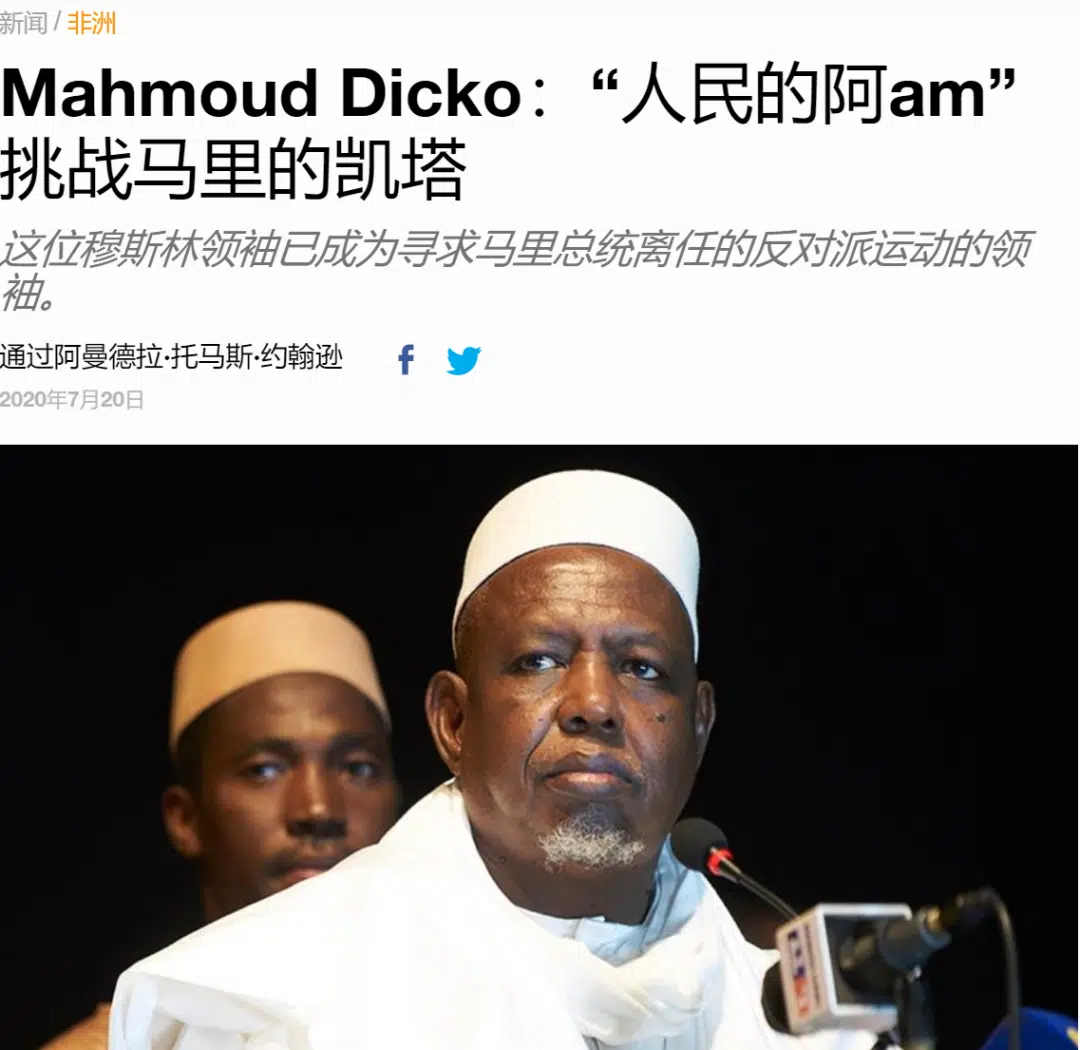 新闻 / 非洲
Mahmoud Dicko：“人民的阿am”
挑战马里的凯塔
这位穆斯林领袖已成为寻求马里总统离任的反对派运动的领
袖。
通过阿曼德拉·托马斯·约翰逊
2020年7月20日